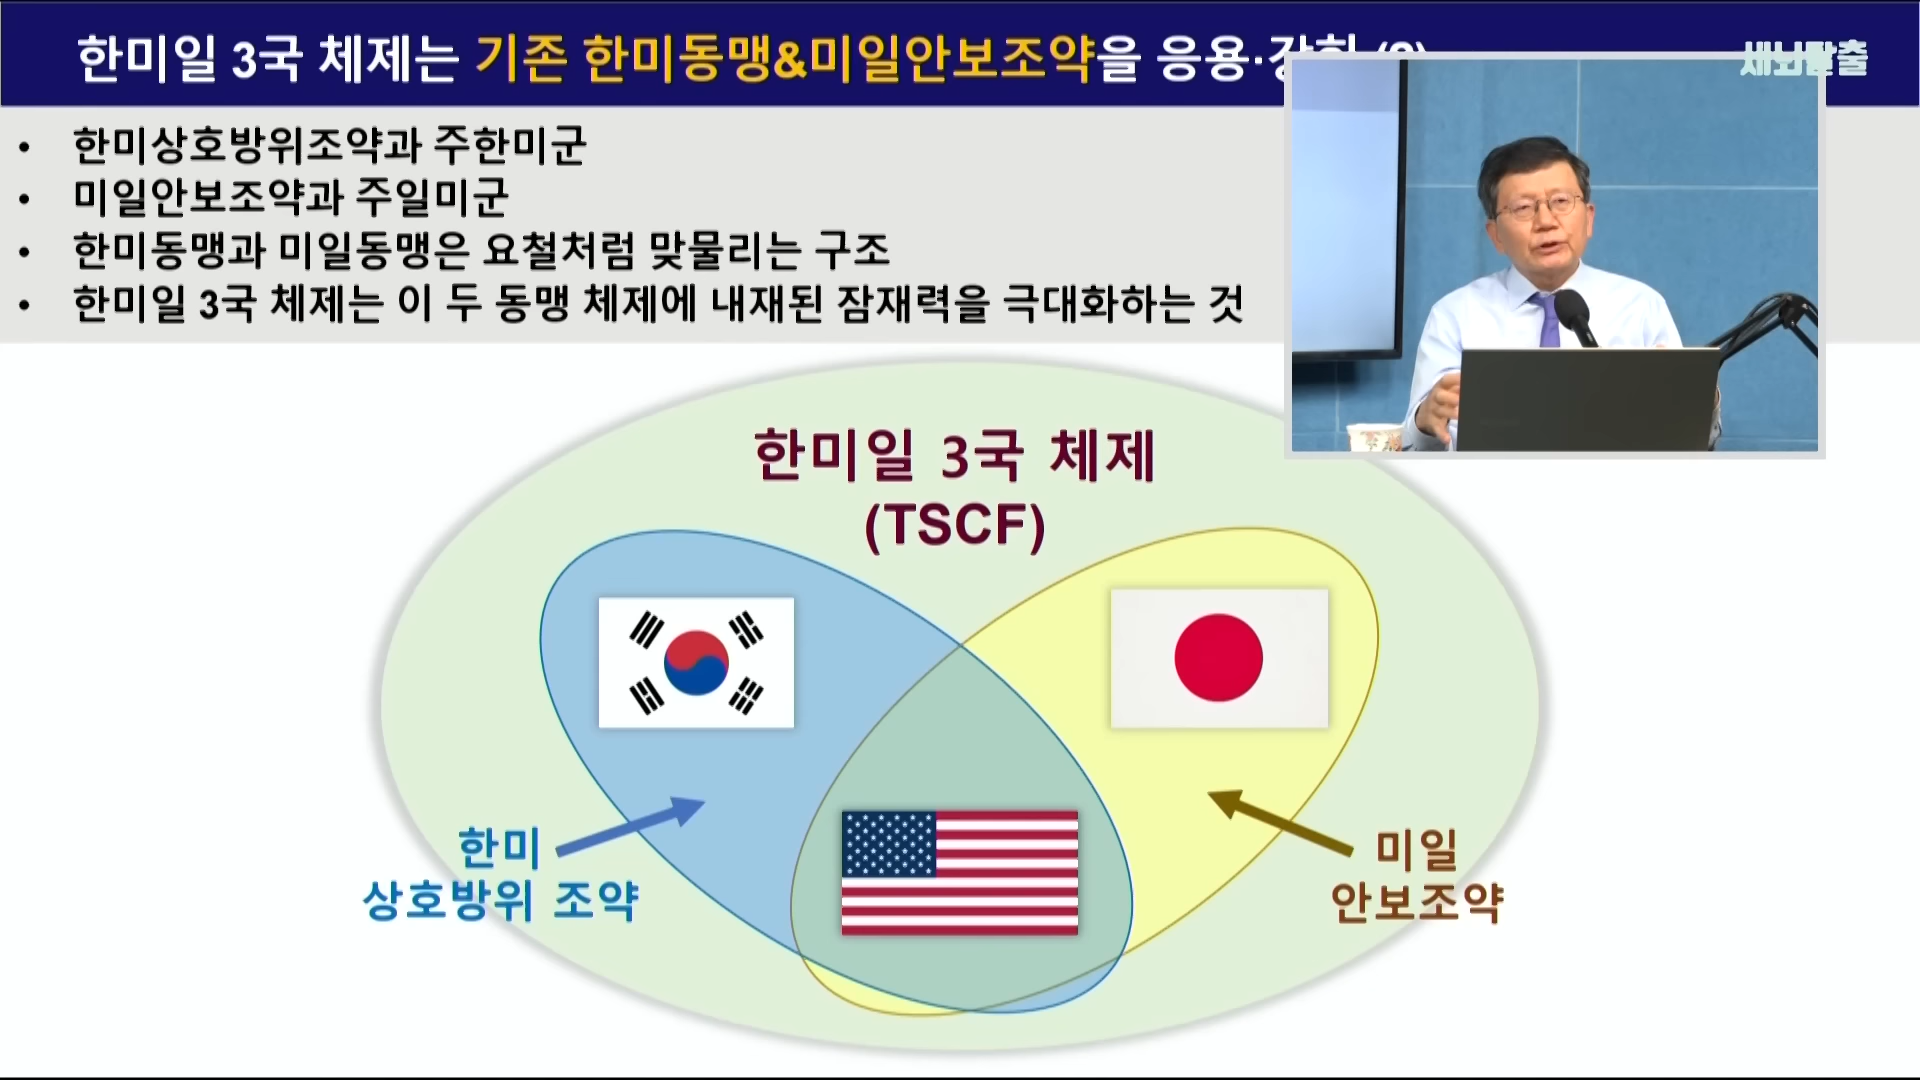 한미일 3국 체제는 기존 한미동맹&미일안보조약을 응용·강화 (2)
세뇌탈출
• 한미상호방위조약과 주한미군
• 미일안보조약과 주일미군
• 한미동맹과 미일동맹은 요철처럼 맞물리는 구조
• 한미일 3국 체제는 이 두 동맹 체제에 내재된 잠재력을 극대화하는 것
한미일 3국 체제
(TSCF)
한미
상호방위 조약
미일
안보조약